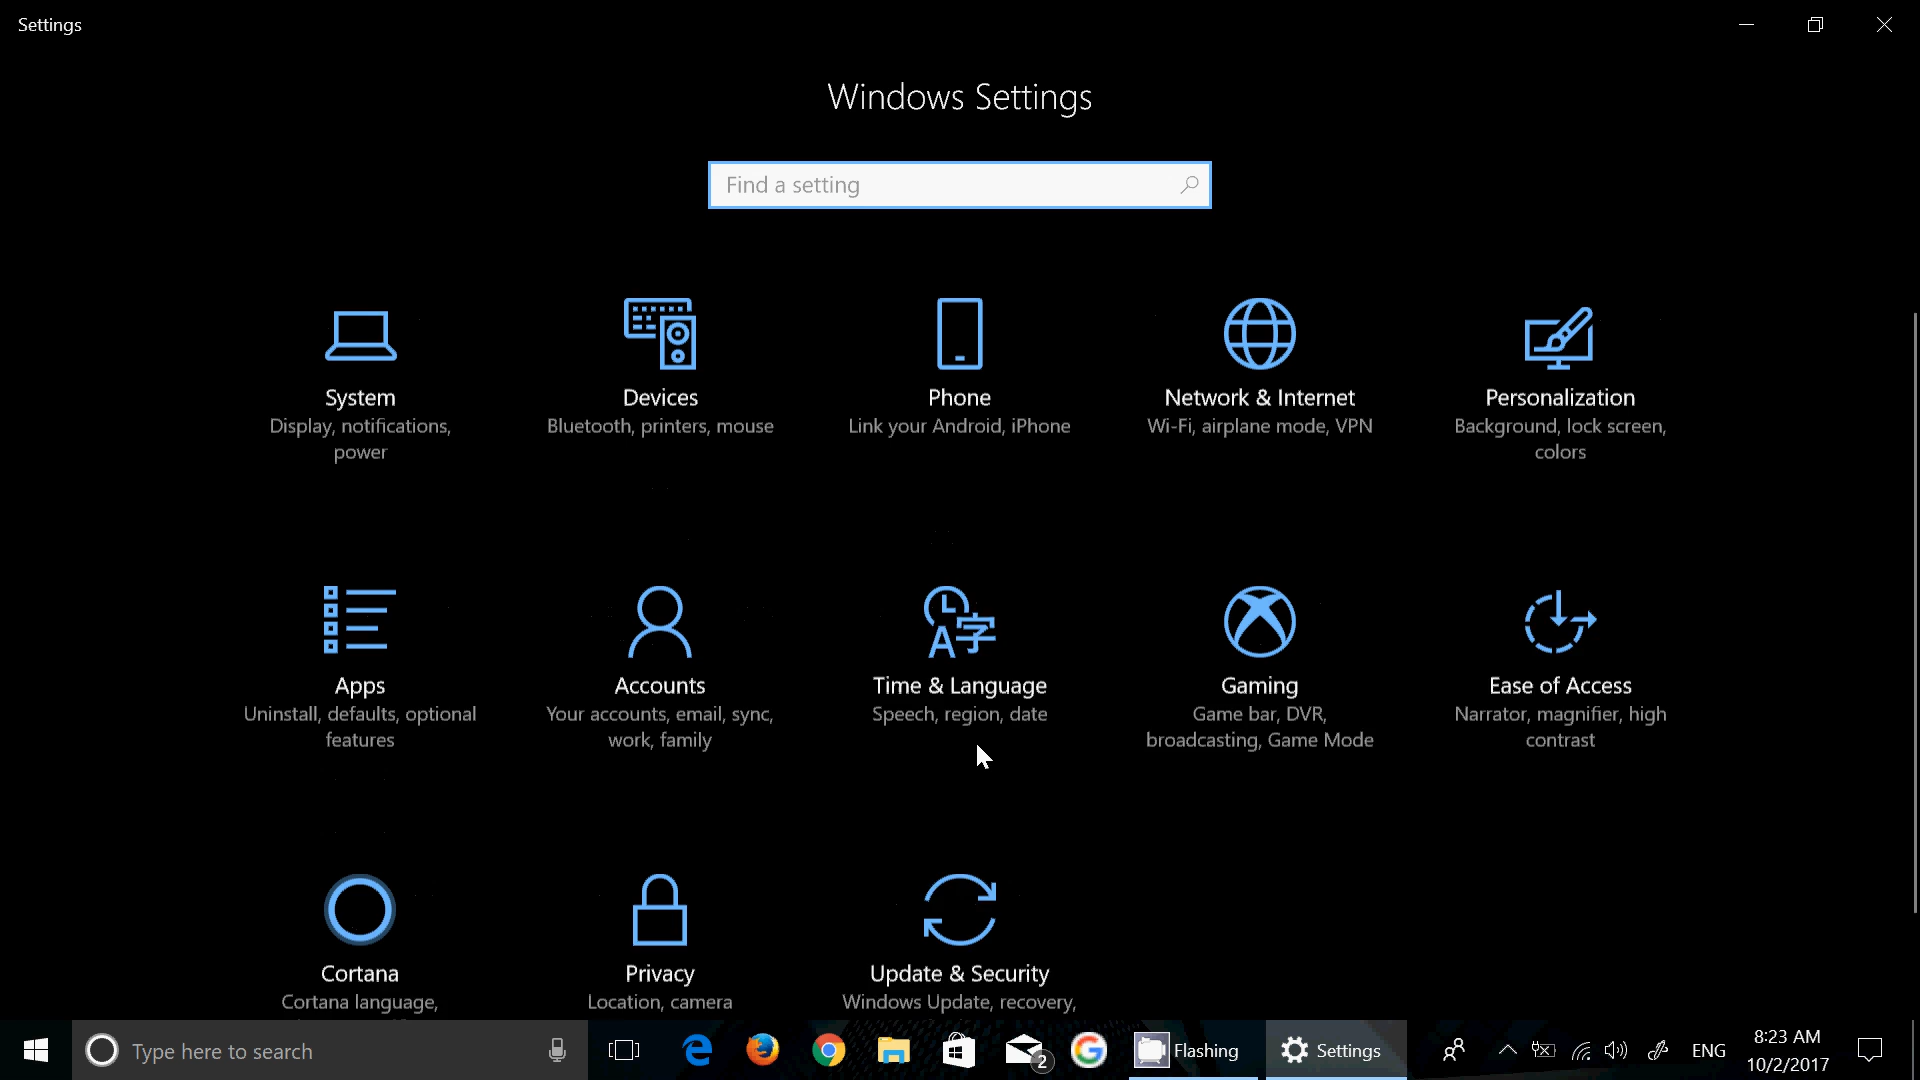 Settings
Windows Settings
Find a setting
System
Display, notifications,
power
Devices
Bluetooth, printers, mouse
Phone
Link your Android, iPhone
Network & Internet
Wi-Fi, airplane mode, VPN
Personalization
Background, lock screen,
colors
Apps
Uninstall, defaults, optional
features
Accounts
Your accounts, email, sync,
work, family
Time & Language
Speech, region, date
Gaming
Game bar, DVR,
broadcasting, Game Mode
Ease of Access
Narrator, magnifier, high
contrast
Cortana
Cortana language,
Privacy
Location, camera
Update & Security
Windows Update, recovery,
Type here to search
2
Flashing
Settings
ENG
8:23 AM
10/2/2017